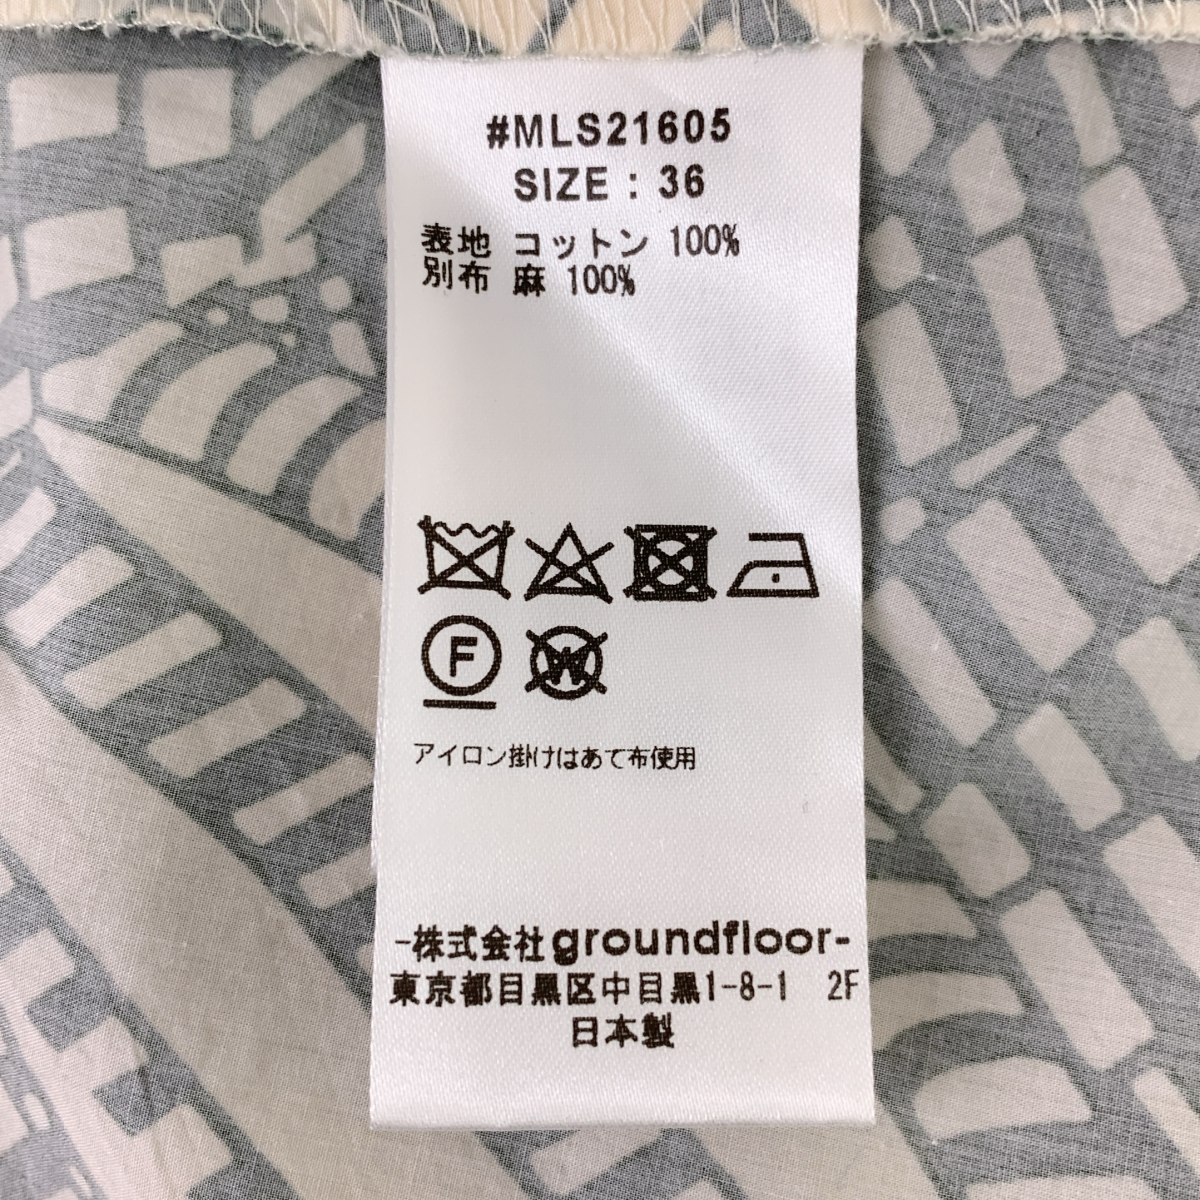 #MLS21605
SIZE : 36
表地 コットン 100%
別布 麻 100%
F W
アイロン掛けはあて布使用
-株式会社groundfloor-
東京都目黒区中目黒1-8-1 2F
日本製